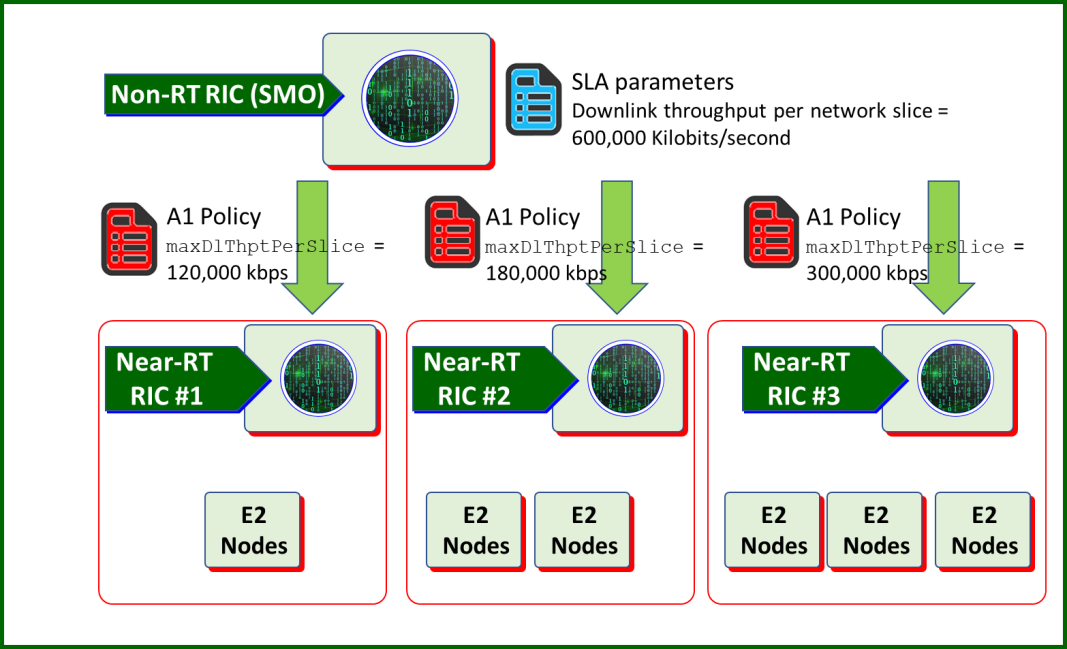 Non-RT RIC (SMO)
SLA parameters
Downlink throughput per network slice =
600,000 Kilobits/second
A1 Policy
maxDlThptPerSlice =
120,000 kbps
A1 Policy
maxDlThptPerSlice =
180,000 kbps
A1 Policy
maxDlThptPerSlice =
300,000 kbps
Near-RT
RIC #1
Near-RT
RIC #2
Near-RT
RIC #3
E2
Nodes
E2
Nodes
E2
Nodes
E2
Nodes
E2
Nodes
E2
Nodes